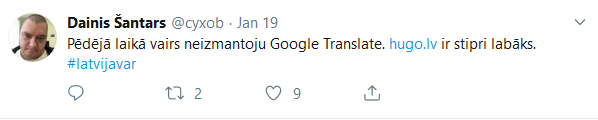 Dainis Šantars @cyxob · Jan 19
Pēdējā laikā vairs neizmantoju Google Translate. hugo.lv ir stipri labāks.
#latvijavar
2 9